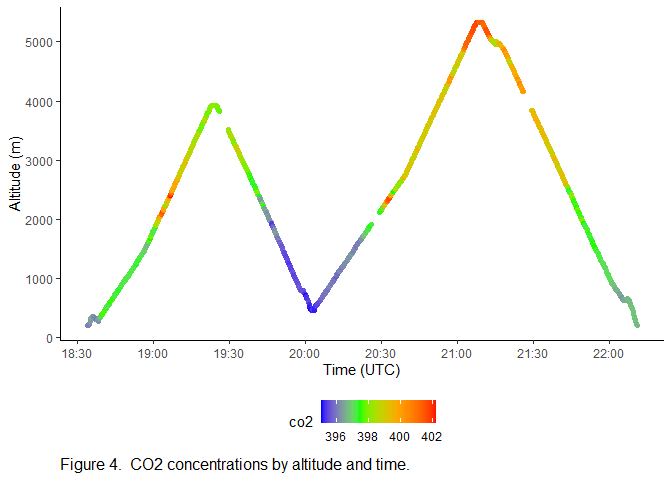 5000
4000
3000
2000
1000
0
Altitude (m)
18:30 19:00 19:30 20:00 20:30 21:00 21:30 22:00
Time (UTC)
co2
396 398 400 402
Figure 4. CO2 concentrations by altitude and time.